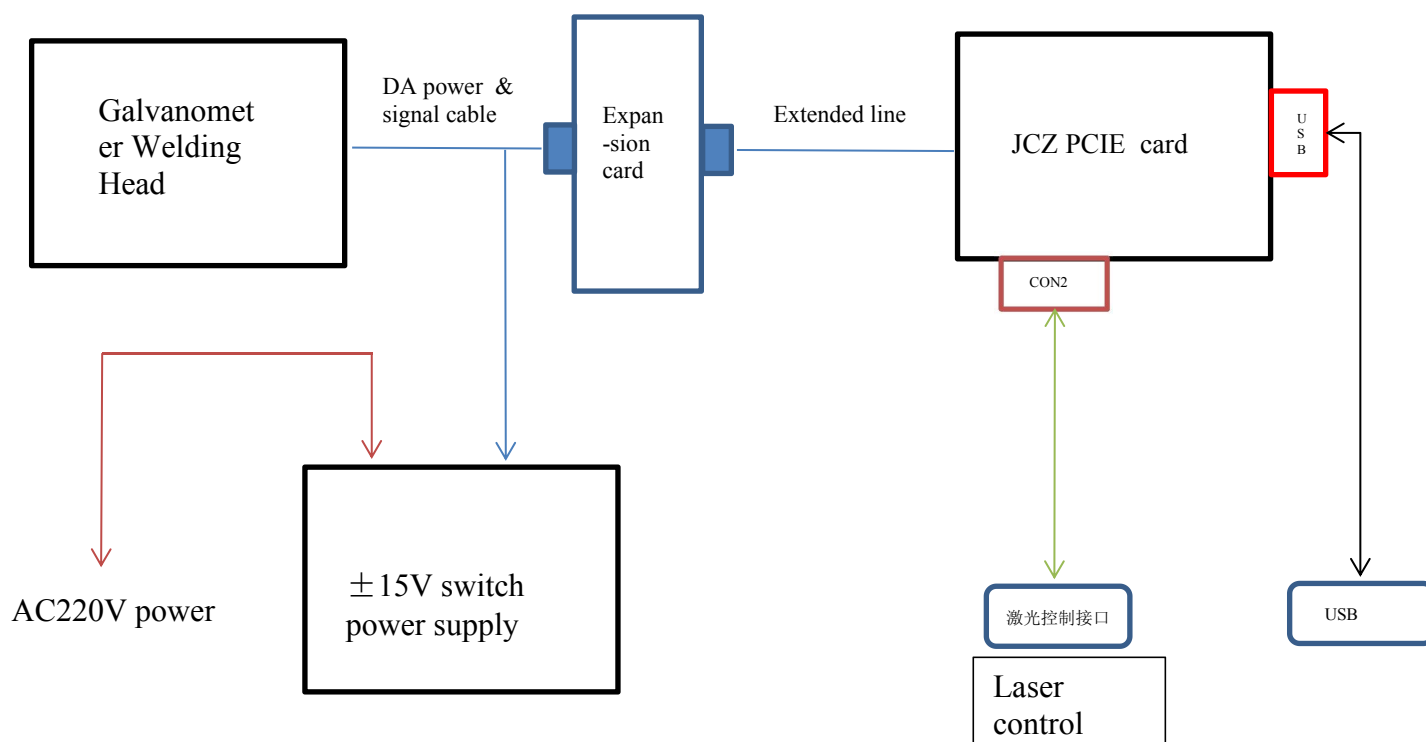 Galvanomet
er Welding
Head
DA power &
signal cable
Expan
-sion
card
Extended line
JCZ PCIE card
U
S
B
CON2
AC220V power
±15V switch
power supply
激光控制接口
USB
Laser
control